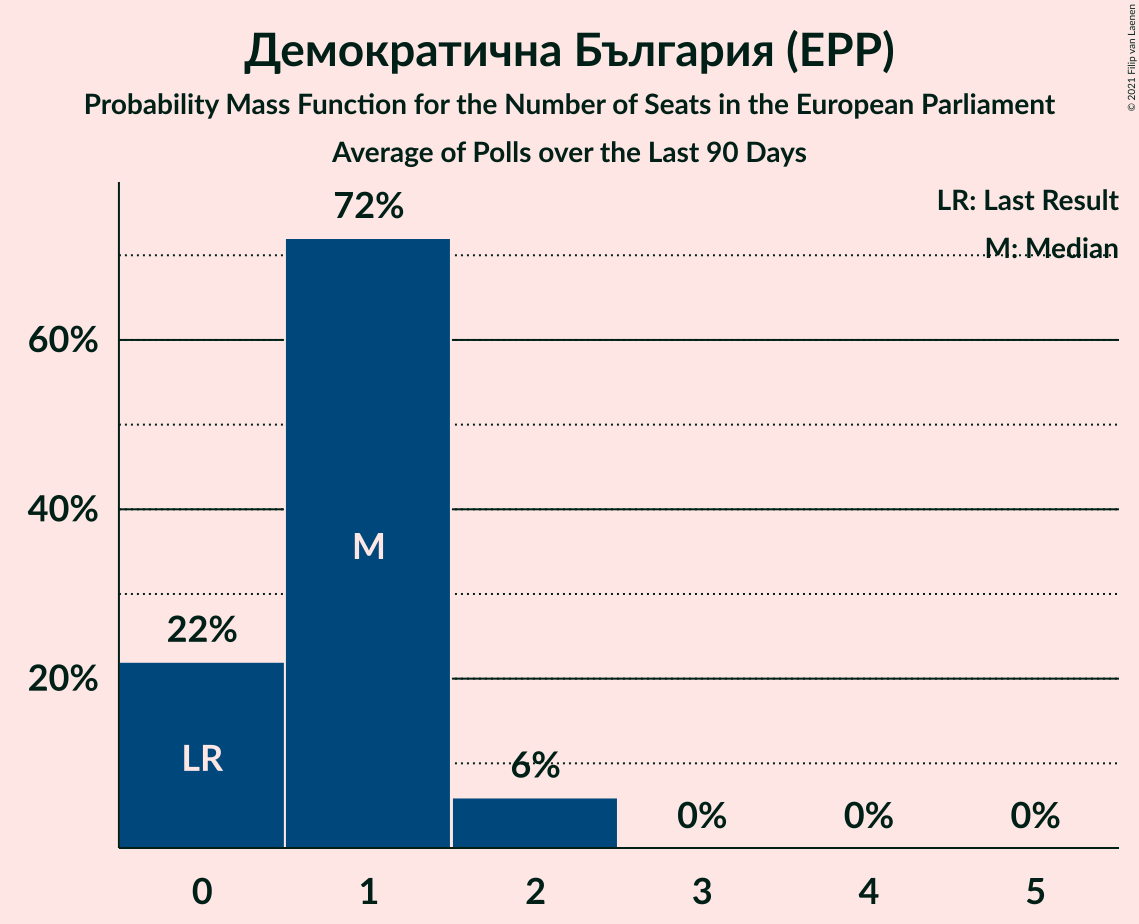 Демократична България (EPP)
Probability Mass Function for the Number of Seats in the European Parliament
Average of Polls over the Last 90 Days
© 2021 Filip van Laenen
LR: Last Result
M: Median
72%
60%
40%
M
22%
20%
LR
6%
0%
0%
0%
0
1
2
3
4
5